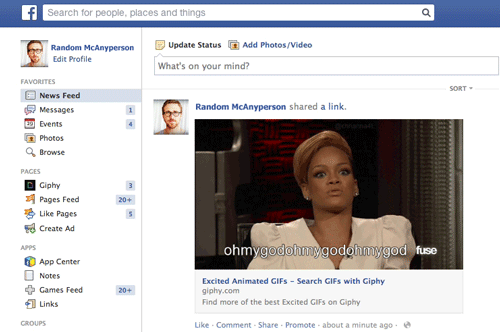 f
Search for people, places and things
Random McAnyperson
Edit Profile
FAVORITES
News Feed
Messages 1
Events 4
Photos
Browse
PAGES
Giphy 3
Pages Feed 20+
Like Pages 5
Create Ad
APPS
App Center
Notes
Games Feed 20+
Links
GROUPS
Update Status Add Photos/Video
What's on your mind?
SORT
Random McAnyperson shared a link.
ohmygodohmygodohmygod fuse
Excited Animated GIFs - Search GIFs with Giphy
giphy.com
Find more of the best Excited GIFs on Giphy
Like · Comment · Share · Promote · about a minute ago ·